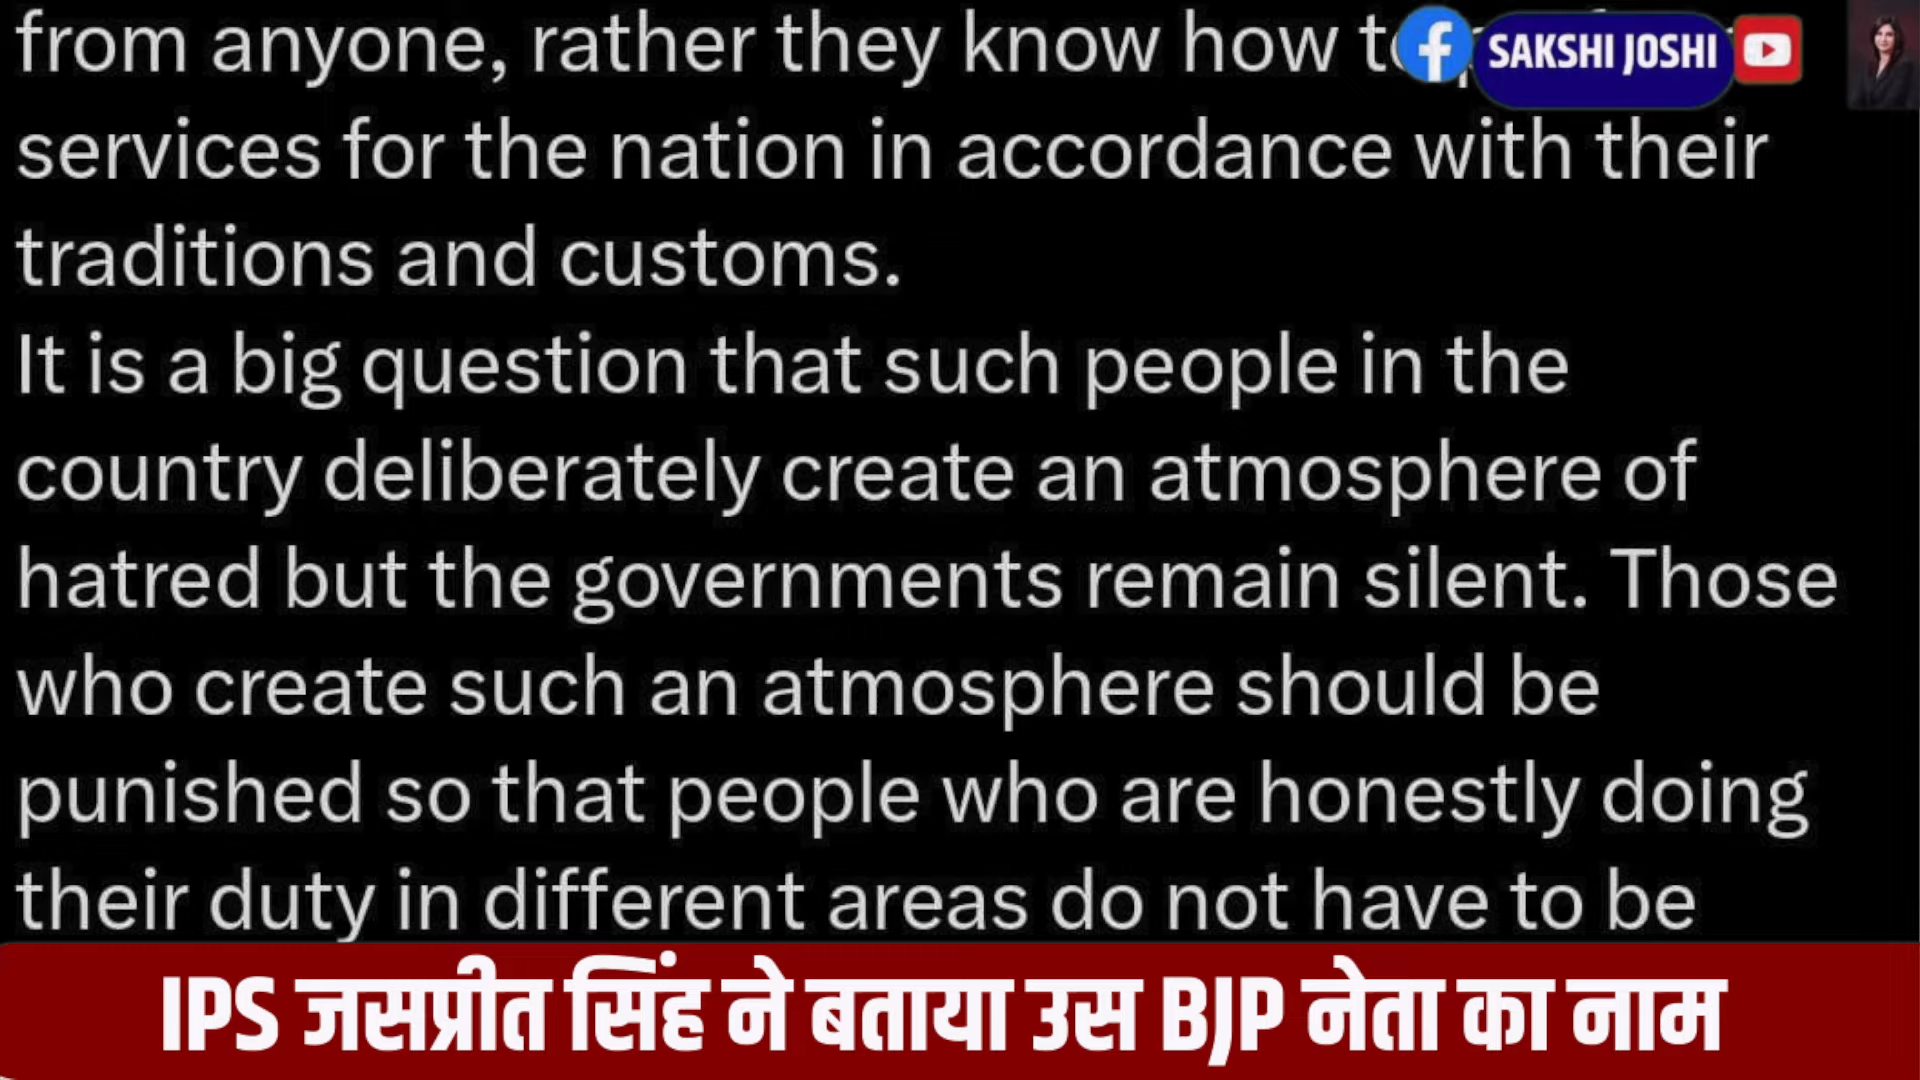 from anyone, rather they know how
SAKSHI JOSHI
services for the nation in accordance with their
traditions and customs.
It is a big question that such people in the
country deliberately create an atmosphere of
hatred but the governments remain silent. Those
who create such an atmosphere should be
punished so that people who are honestly doing
their duty in different areas do not have to be
IPS जसप्रीत सिंह ने बताया उस BJP नेता का नाम